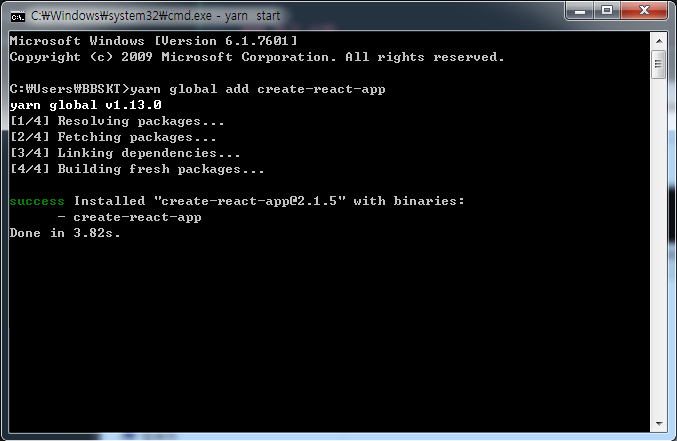 C:₩Windows₩system32₩cmd.exe - yarn  start
Microsoft Windows [Version 6.1.7601]
Copyright (c) 2009 Microsoft Corporation. All rights reserved.
C:₩Users₩BBSKT>yarn global add create-react-app
yarn global v1.13.0
[1/4] Resolving packages...
[2/4] Fetching packages...
[3/4] Linking dependencies...
[4/4] Building fresh packages...
success Installed "create-react-app@2.1.5" with binaries:
      - create-react-app
Done in 3.82s.